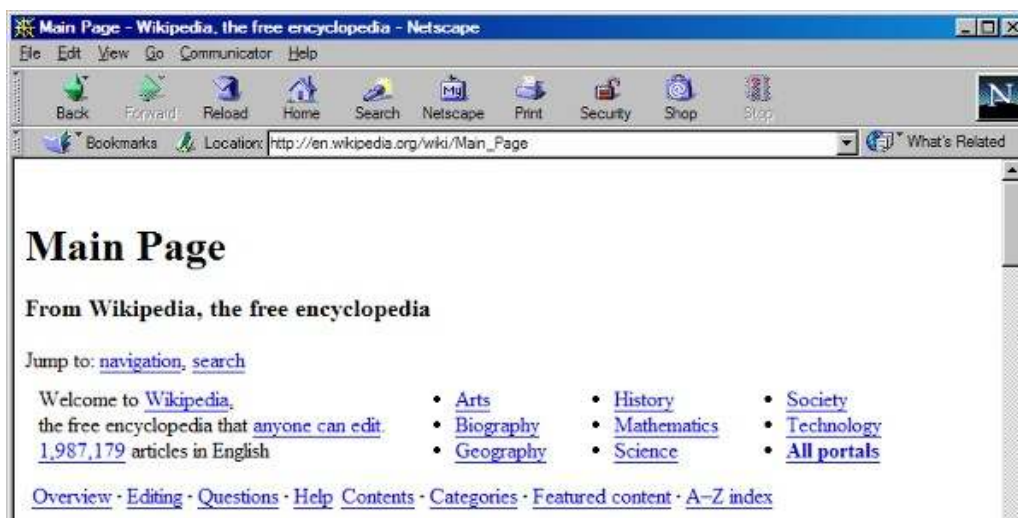 Main Page - Wikipedia, the free encyclopedia - Netscape
File Edit View Go Communicator Help
Back Forward Reload Home Search My Netscape Print Security Shop Stop N
Bookmarks Location: http://en.wikipedia.org/wiki/Main_Page What's Related
Main Page
From Wikipedia, the free encyclopedia
Jump to: navigation, search
Welcome to Wikipedia, • Arts • History • Society
the free encyclopedia that anyone can edit. • Biography • Mathematics • Technology
1,987,179 articles in English • Geography • Science • All portals
Overview · Editing · Questions · Help Contents · Categories · Featured content · A–Z index